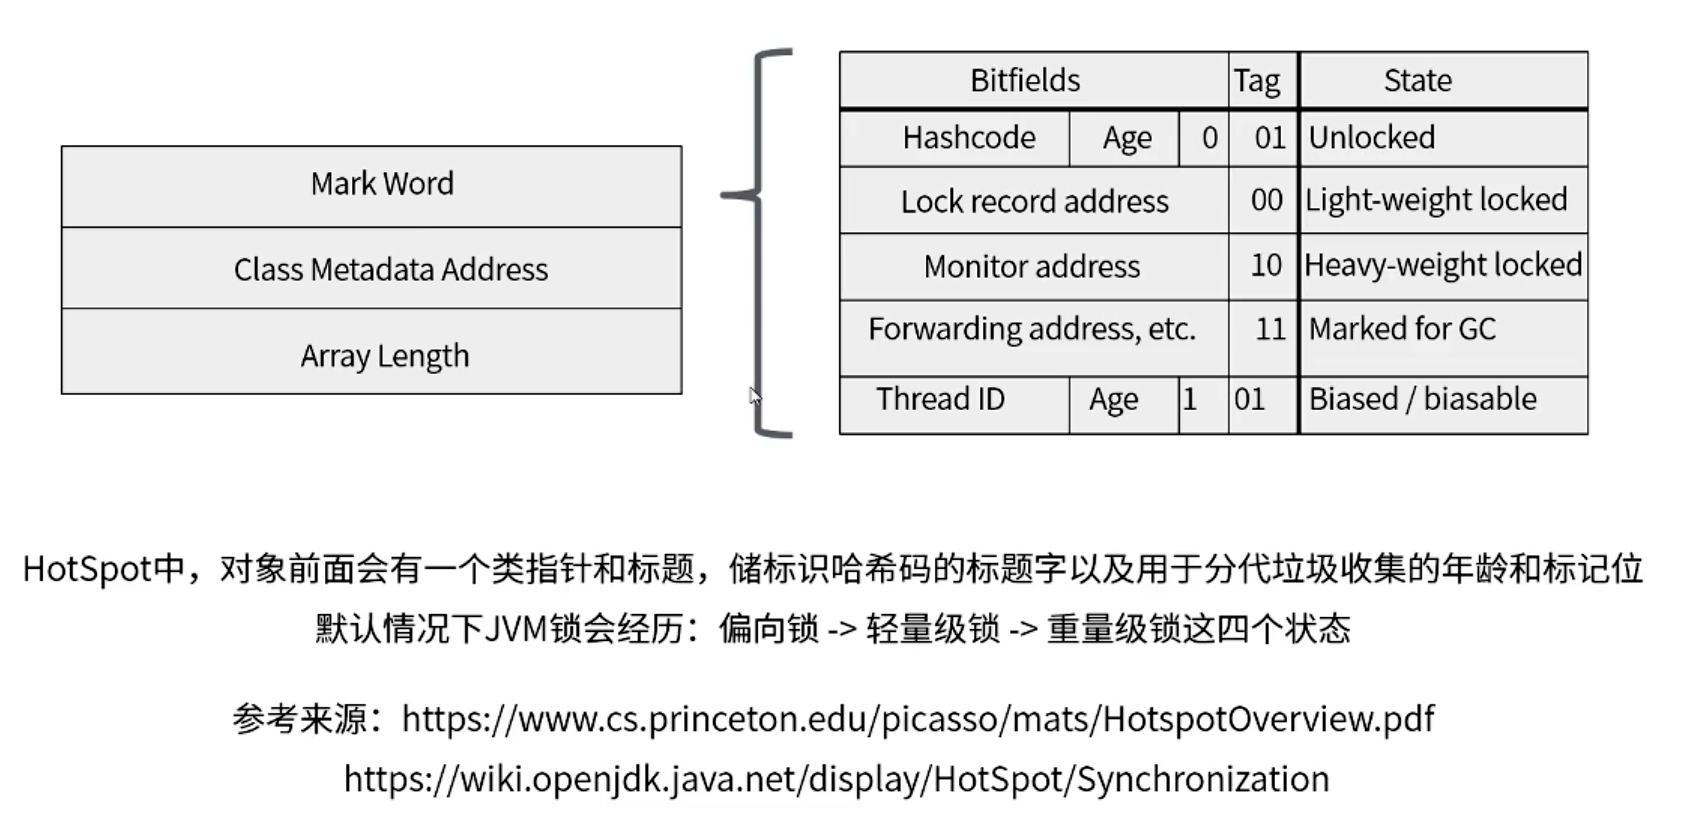 Mark Word
Class Metadata Address
Array Length
Bitfields Tag State
Hashcode Age 0 01 Unlocked
Lock record address 00 Light-weight locked
Monitor address 10 Heavy-weight locked
Forwarding address, etc. 11 Marked for GC
Thread ID Age 1 01 Biased / biasable
HotSpot中，对象前面会有一个类指针和标题，储标识哈希码的标题字以及用于分代垃圾收集的年龄和标记位
默认情况下JVM锁会经历：偏向锁 -> 轻量级锁 -> 重量级锁这四个状态
参考来源：https://www.cs.princeton.edu/picasso/mats/HotspotOverview.pdf
https://wiki.openjdk.java.net/display/HotSpot/Synchronization